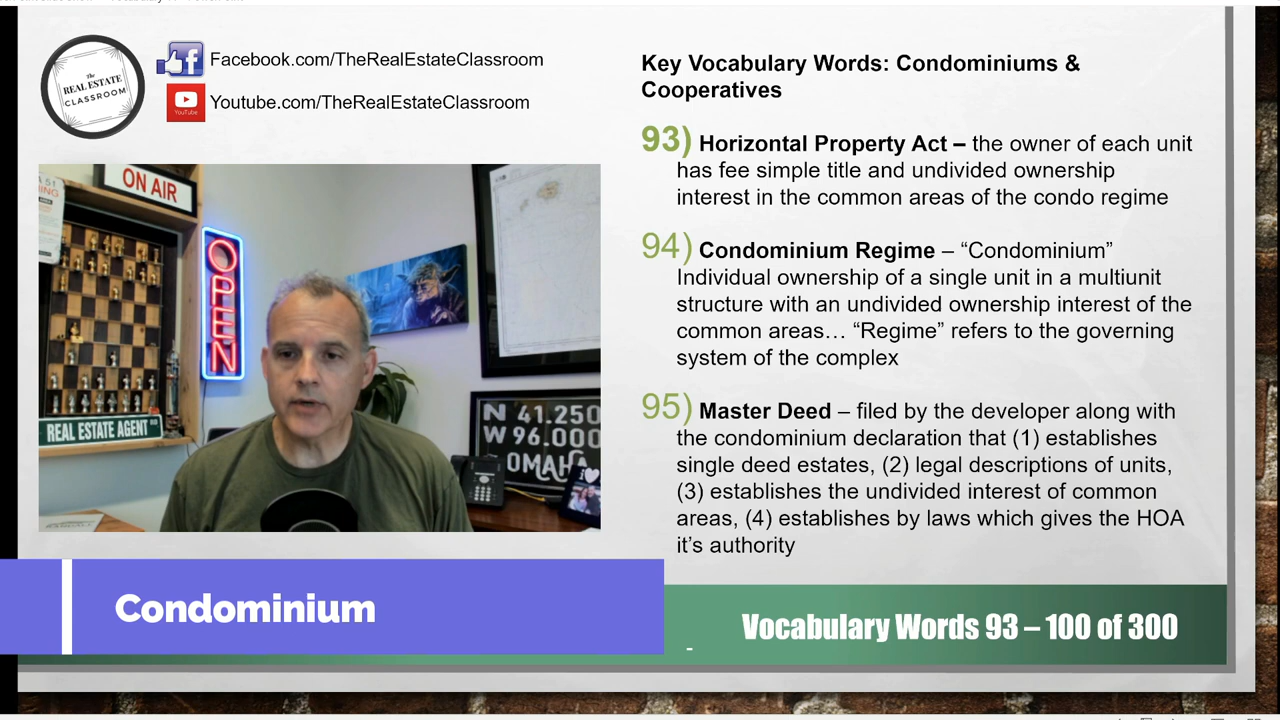 The
REAL ESTATE
CLASSROOM
Facebook.com/TheRealEstateClassroom
YouTube
Youtube.com/TheRealEstateClassroom
ON AIR
OPEN
REAL ESTATE AGENT
N 41.250
W 96.000
OMAHA
Condominium
Key Vocabulary Words: Condominiums &
Cooperatives
93) Horizontal Property Act – the owner of each unit
has fee simple title and undivided ownership
interest in the common areas of the condo regime
94) Condominium Regime – “Condominium”
Individual ownership of a single unit in a multiunit
structure with an undivided ownership interest of the
common areas… “Regime” refers to the governing
system of the complex
95) Master Deed – filed by the developer along with
the condominium declaration that (1) establishes
single deed estates, (2) legal descriptions of units,
(3) establishes the undivided interest of common
areas, (4) establishes by laws which gives the HOA
it’s authority
Vocabulary Words 93 – 100 of 300